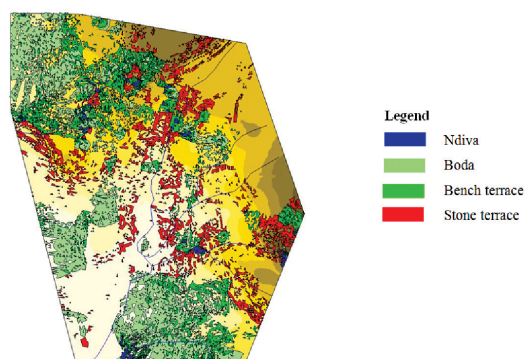 Legend
Ndiva
Boda
Bench terrace
Stone terrace